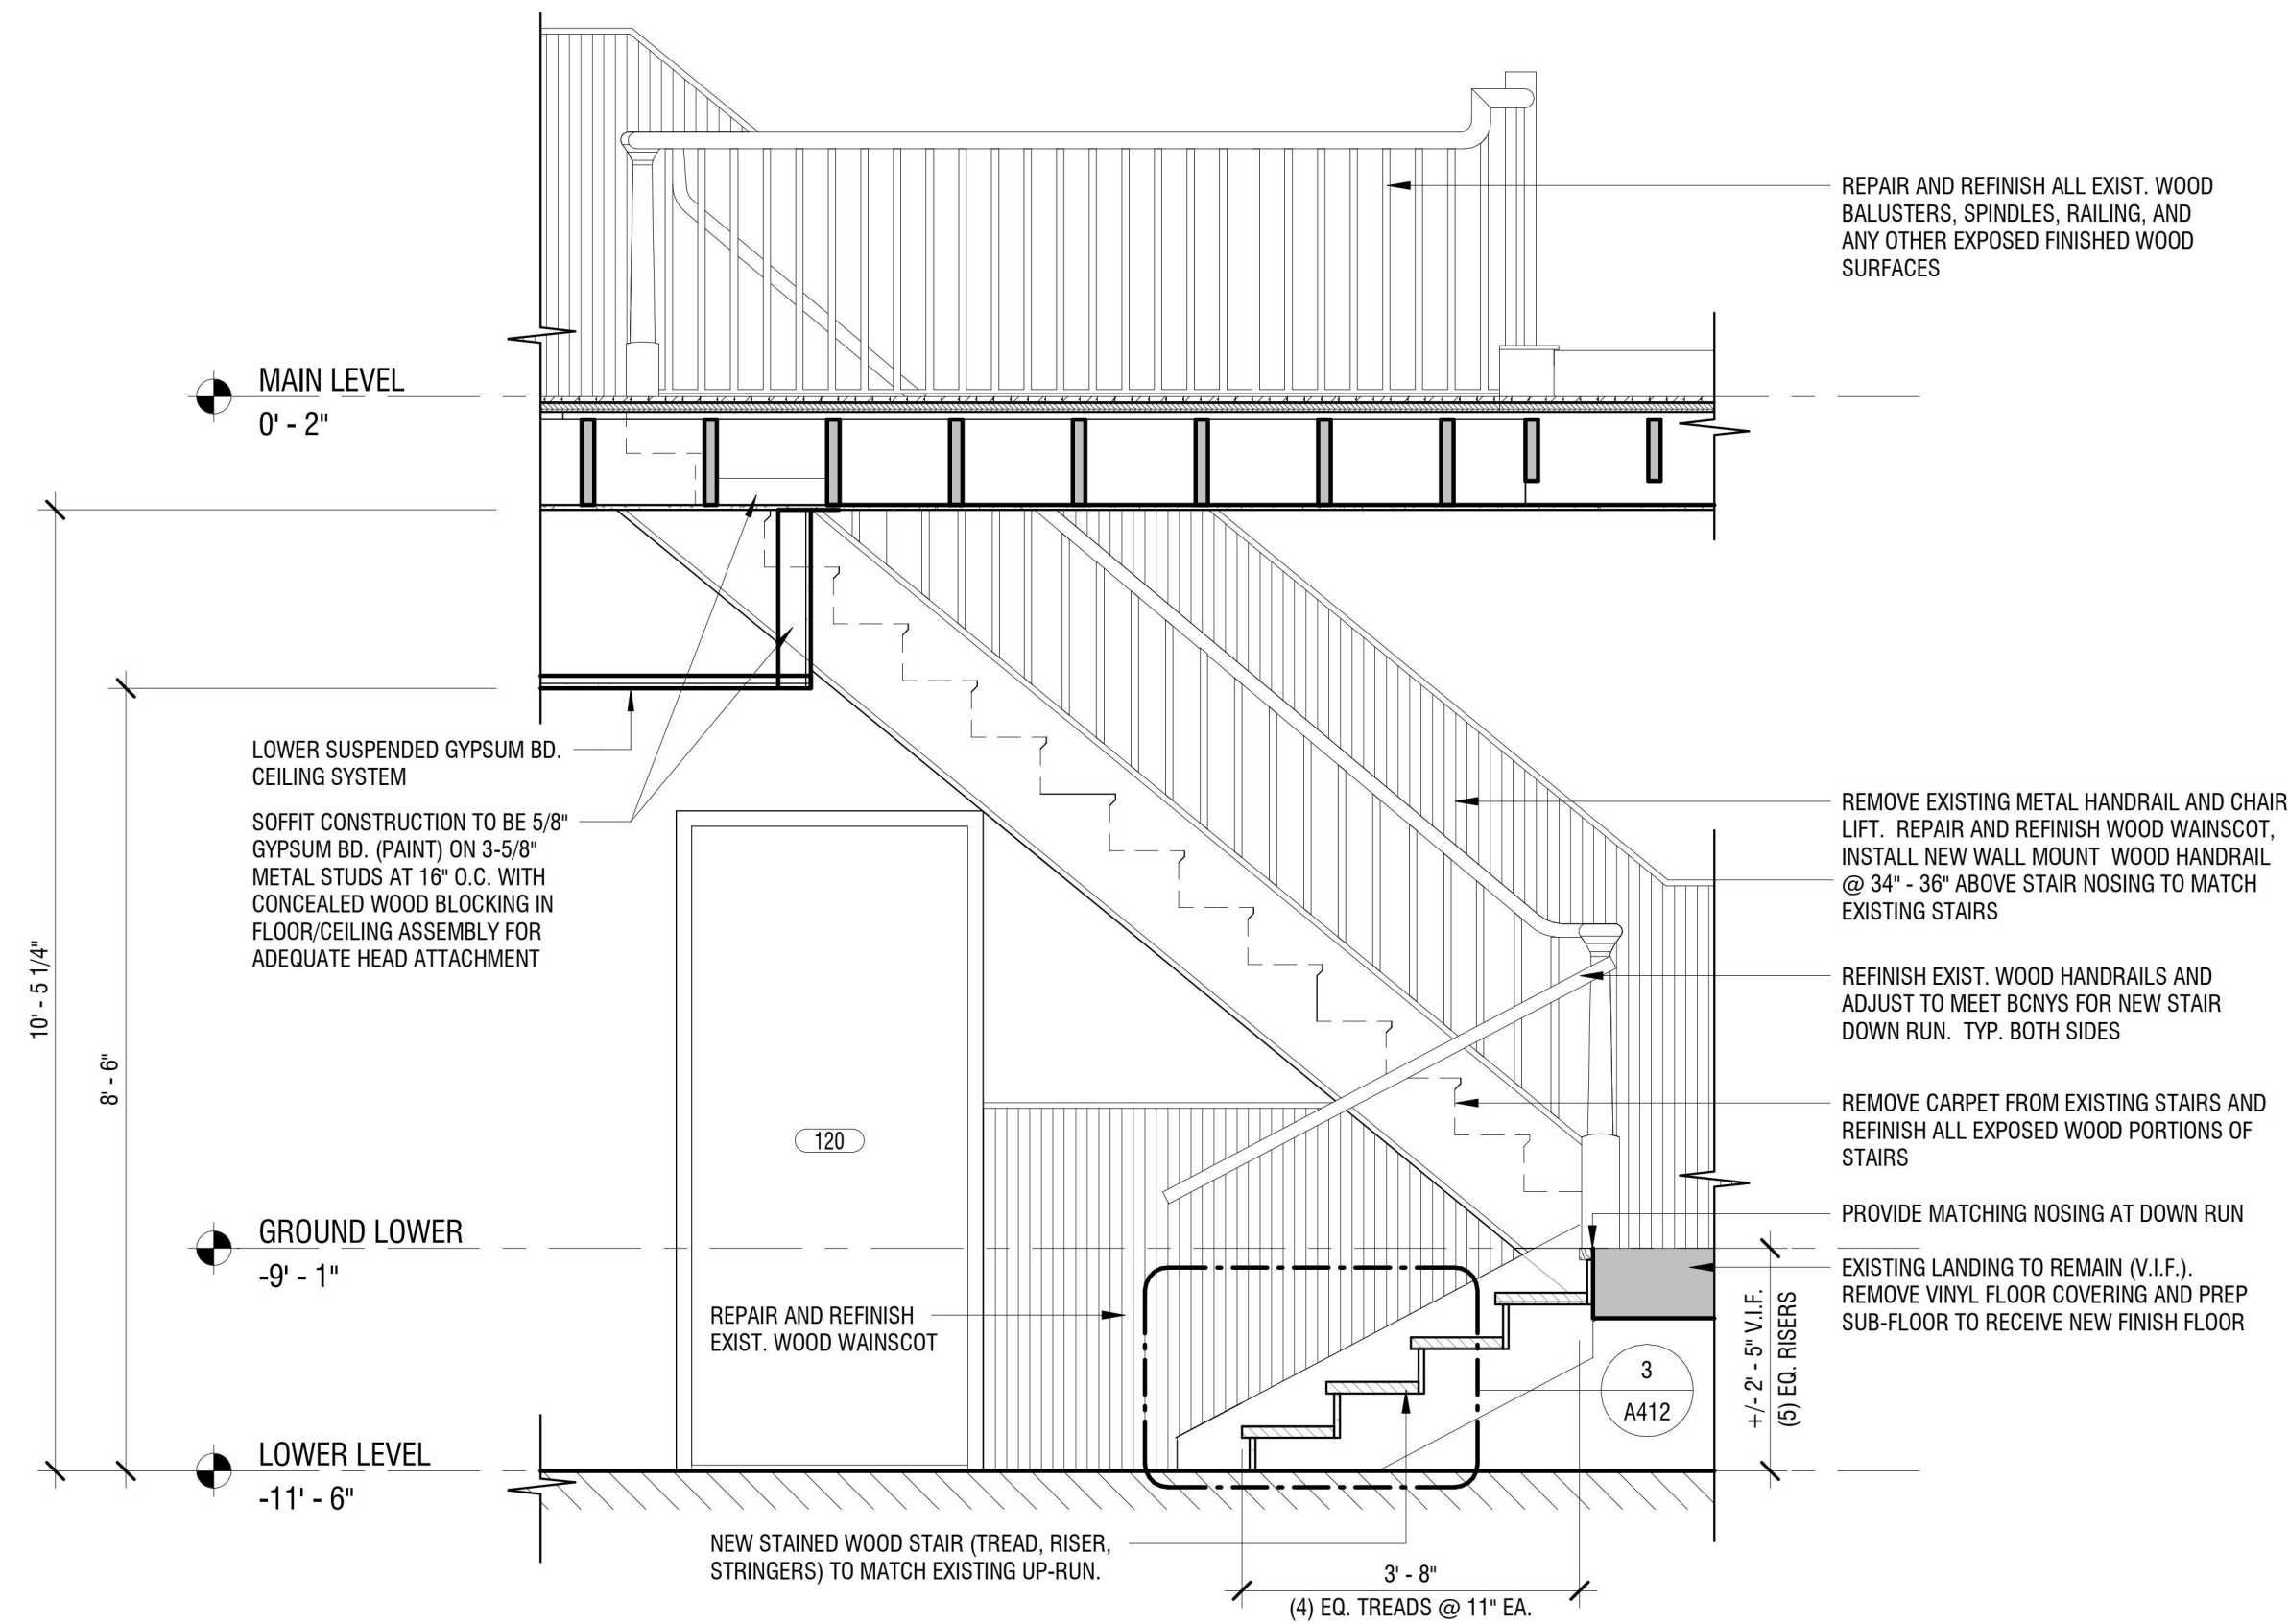 REPAIR AND REFINISH ALL EXIST. WOOD
BALUSTERS, SPINDLES, RAILING, AND
ANY OTHER EXPOSED FINISHED WOOD
SURFACES
MAIN LEVEL
0' - 2"
LOWER SUSPENDED GYPSUM BD.
CEILING SYSTEM
SOFFIT CONSTRUCTION TO BE 5/8"
GYPSUM BD. (PAINT) ON 3-5/8"
METAL STUDS AT 16" O.C. WITH
CONCEALED WOOD BLOCKING IN
FLOOR/CEILING ASSEMBLY FOR
ADEQUATE HEAD ATTACHMENT
10' - 5 1/4"
8' - 6"
REMOVE EXISTING METAL HANDRAIL AND CHAIR
LIFT. REPAIR AND REFINISH WOOD WAINSCOT,
INSTALL NEW WALL MOUNT WOOD HANDRAIL
@ 34" - 36" ABOVE STAIR NOSING TO MATCH
EXISTING STAIRS
REFINISH EXIST. WOOD HANDRAILS AND
ADJUST TO MEET BCNYS FOR NEW STAIR
DOWN RUN. TYP. BOTH SIDES
REMOVE CARPET FROM EXISTING STAIRS AND
REFINISH ALL EXPOSED WOOD PORTIONS OF
STAIRS
120
PROVIDE MATCHING NOSING AT DOWN RUN
GROUND LOWER
-9' - 1"
EXISTING LANDING TO REMAIN (V.I.F.).
REMOVE VINYL FLOOR COVERING AND PREP
SUB-FLOOR TO RECEIVE NEW FINISH FLOOR
REPAIR AND REFINISH
EXIST. WOOD WAINSCOT
+/- 2' - 5" V.I.F.
(5) EQ. RISERS
3
A412
LOWER LEVEL
-11' - 6"
NEW STAINED WOOD STAIR (TREAD, RISER,
STRINGERS) TO MATCH EXISTING UP-RUN.
3' - 8"
(4) EQ. TREADS @ 11" EA.